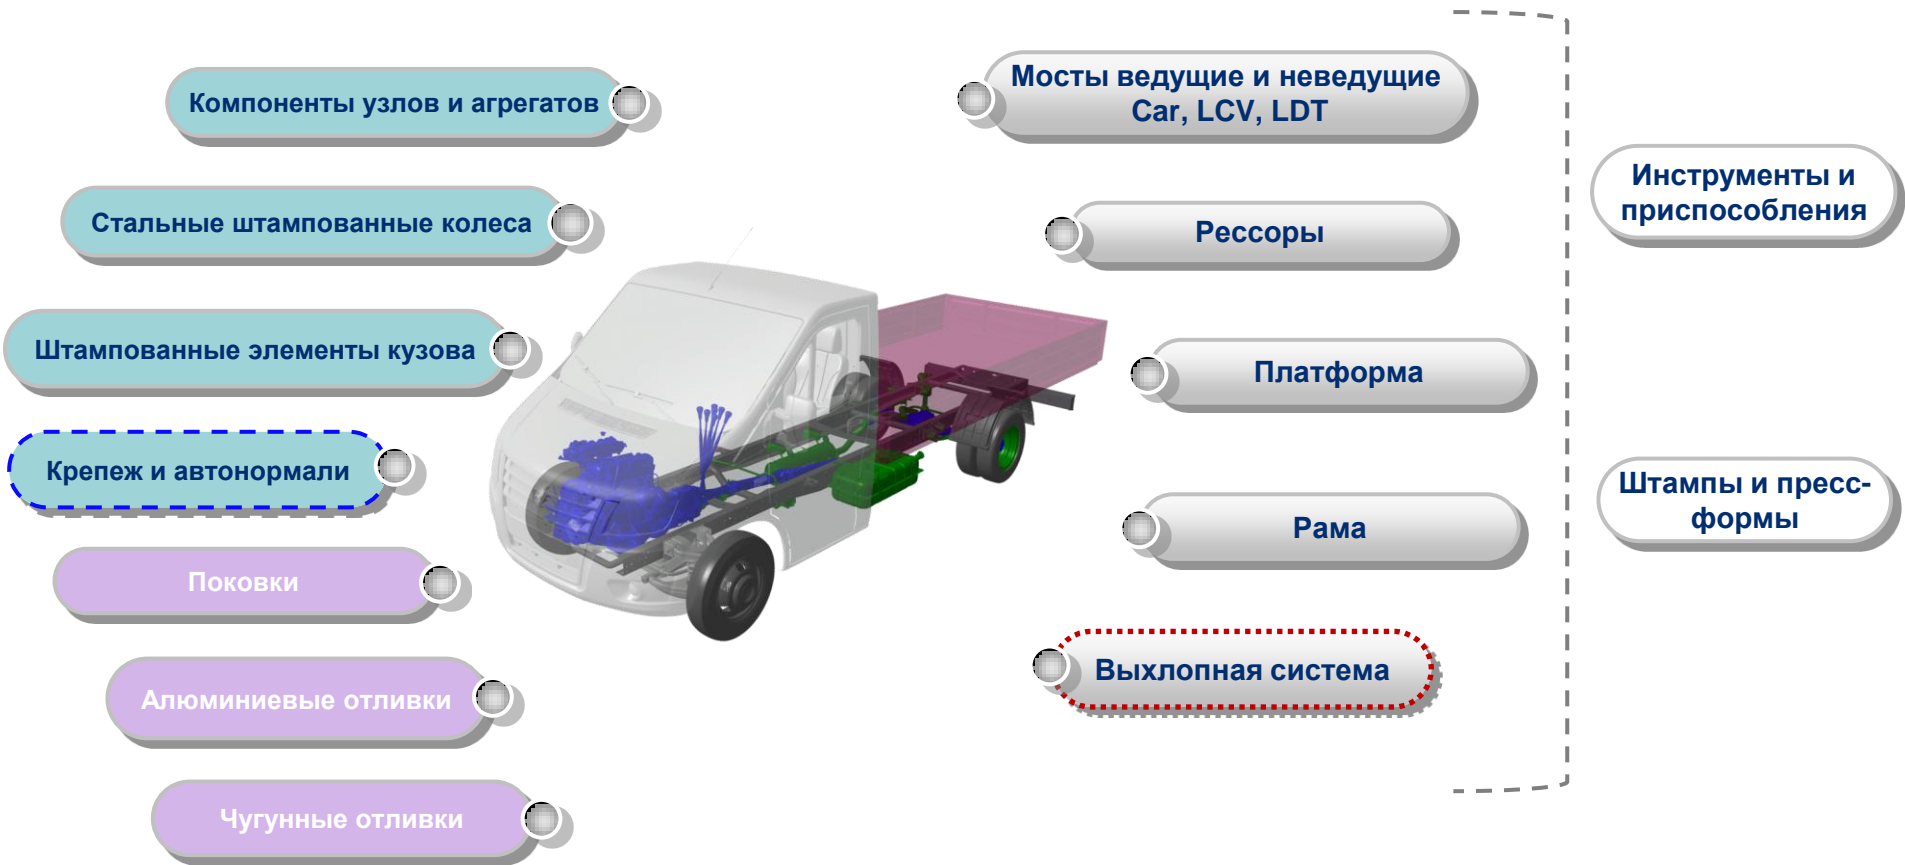 Компоненты узлов и агрегатов
Стальные штампованные колеса
Штампованные элементы кузова
Крепеж и автонормали
Поковки
Алюминиевые отливки
Чугунные отливки
Мосты ведущие и неведущие
Car, LCV, LDT
Рессоры
Платформа
Рама
Выхлопная система
Инструменты и
приспособления
Штампы и пресс-
формы